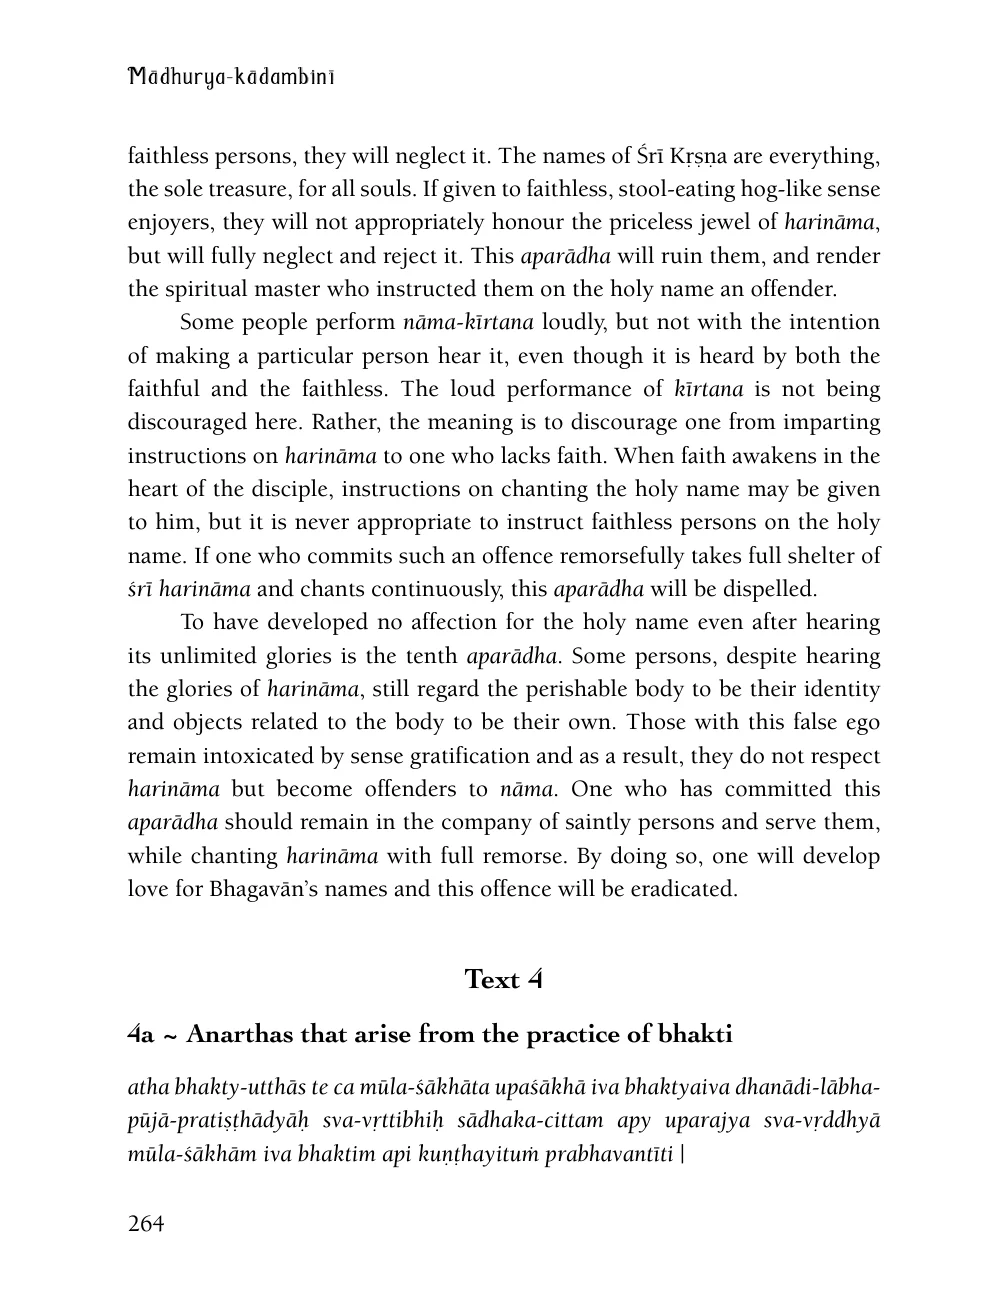 Mādhurya-kādambinī
faithless persons, they will neglect it. The names of Śrī Kṛṣṇa are everything,
the sole treasure, for all souls. If given to faithless, stool-eating hog-like sense
enjoyers, they will not appropriately honour the priceless jewel of harināma,
but will fully neglect and reject it. This aparādha will ruin them, and render
the spiritual master who instructed them on the holy name an offender.
Some people perform nāma-kīrtana loudly, but not with the intention
of making a particular person hear it, even though it is heard by both the
faithful and the faithless. The loud performance of kīrtana is not being
discouraged here. Rather, the meaning is to discourage one from imparting
instructions on harināma to one who lacks faith. When faith awakens in the
heart of the disciple, instructions on chanting the holy name may be given
to him, but it is never appropriate to instruct faithless persons on the holy
name. If one who commits such an offence remorsefully takes full shelter of
śrī harināma and chants continuously, this aparādha will be dispelled.
To have developed no affection for the holy name even after hearing
its unlimited glories is the tenth aparādha. Some persons, despite hearing
the glories of harināma, still regard the perishable body to be their identity
and objects related to the body to be their own. Those with this false ego
remain intoxicated by sense gratification and as a result, they do not respect
harināma but become offenders to nāma. One who has committed this
aparādha should remain in the company of saintly persons and serve them,
while chanting harināma with full remorse. By doing so, one will develop
love for Bhagavān’s names and this offence will be eradicated.
Text 4
4a ~ Anarthas that arise from the practice of bhakti
atha bhakty-utthās te ca mūla-śākhāta upaśākhā iva bhaktyaiva dhanādi-lābha-
pūjā-pratiṣṭhādyāḥ sva-vṛttibhiḥ sādhaka-cittam apy uparajya sva-vṛddhyā
mūla-śākhām iva bhaktim api kuṇṭhayituṁ prabhavantīti |
264